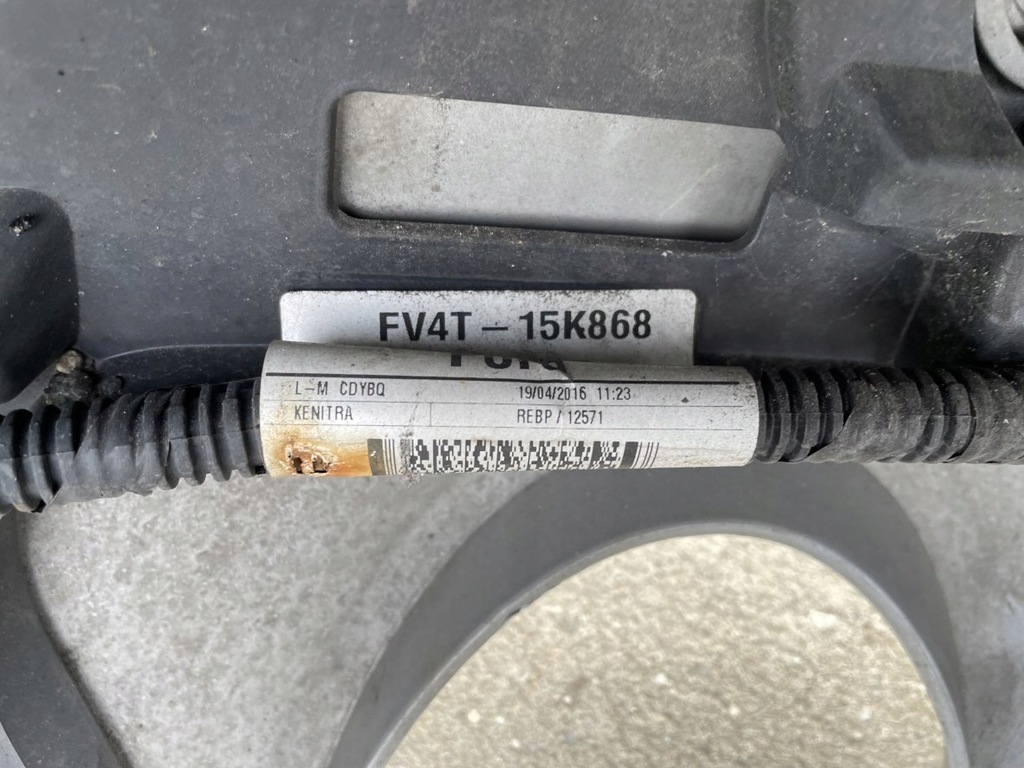 FV4T – 15K868
L–M CDYBQ 19/04/2016 11:23
KENITRA REBP / 12571